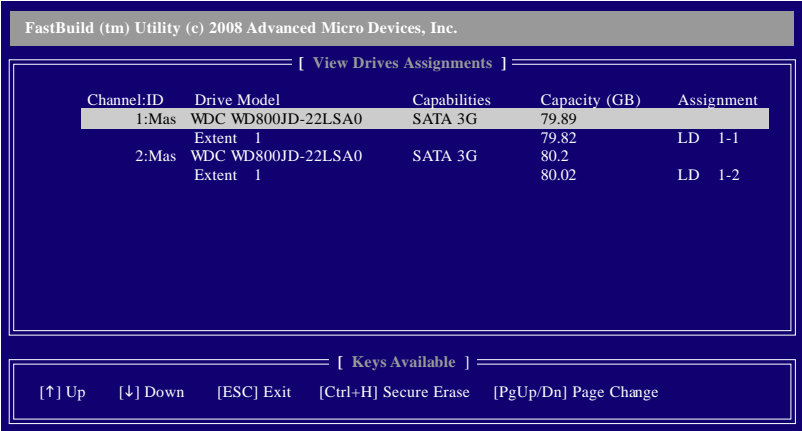 FastBuild (tm) Utility (c) 2008 Advanced Micro Devices, Inc.
[ View Drives Assignments ]
Channel:ID Drive Model Capabilities Capacity (GB) Assignment
1:Mas WDC WD800JD-22LSA0 SATA 3G 79.89
Extent 1 79.82 LD 1-1
2:Mas WDC WD800JD-22LSA0 SATA 3G 80.2
Extent 1 80.02 LD 1-2
[ Keys Available ]
[↑] Up [↓] Down [ESC] Exit [Ctrl+H] Secure Erase [PgUp/Dn] Page Change